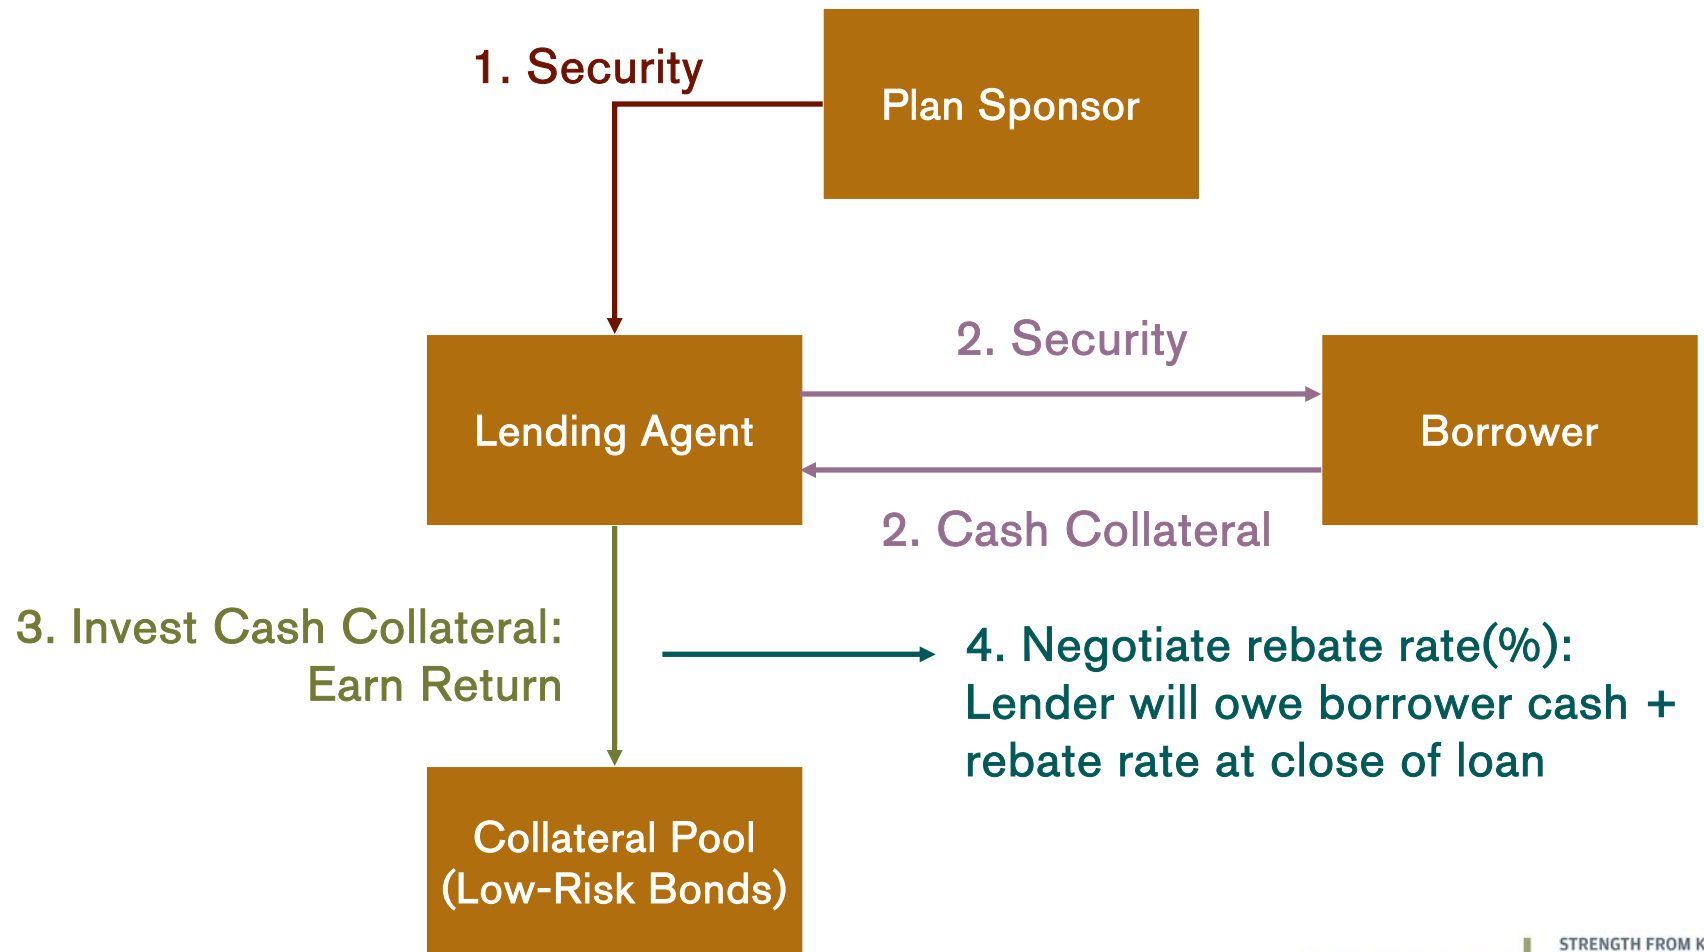 1. Security
Plan Sponsor
2. Security
Lending Agent
Borrower
2. Cash Collateral
3. Invest Cash Collateral:
Earn Return
4. Negotiate rebate rate(%):
Lender will owe borrower cash +
rebate rate at close of loan
Collateral Pool
(Low-Risk Bonds)
STRENGTH FROM K